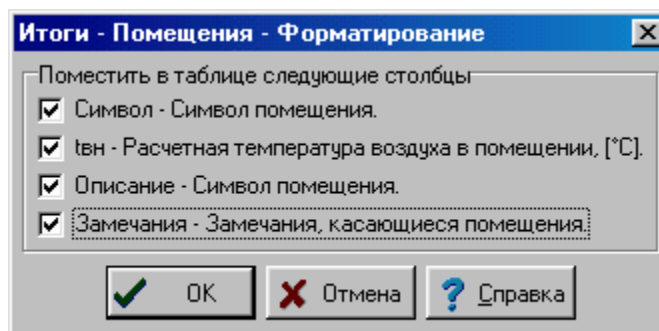 Итоги - Помещения - Форматирование
Поместить в таблице следующие столбцы
Символ - Символ помещения.
tвн - Расчетная температура воздуха в помещении, [°C].
Описание - Символ помещения.
Замечания - Замечания, касающиеся помещения.
OK Отмена Справка